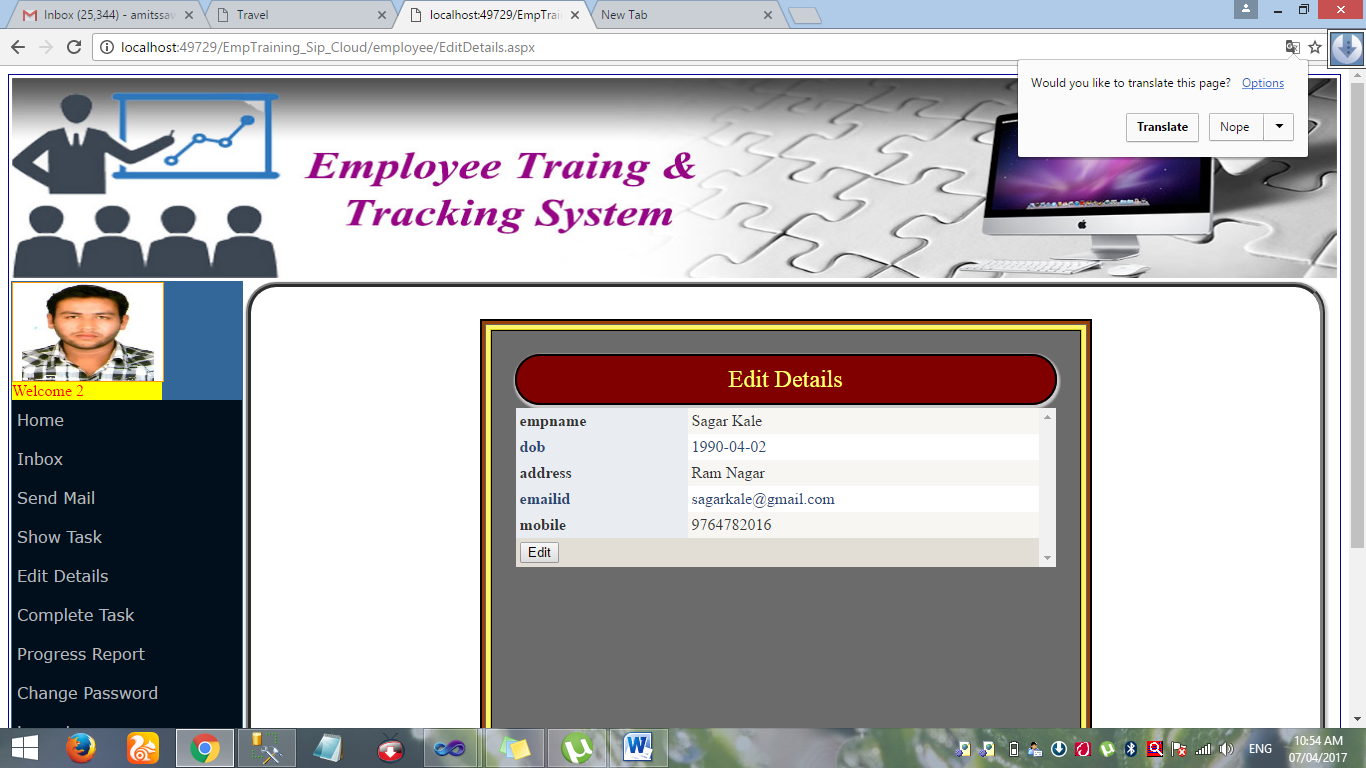 Inbox (25,344) - amitssav
Travel
localhost:49729/EmpTrai
New Tab
localhost:49729/EmpTraining_Sip_Cloud/employee/EditDetails.aspx
Would you like to translate this page? Options
Translate
Nope
Employee Traing &
Tracking System
Welcome 2
Home
Inbox
Send Mail
Show Task
Edit Details
Complete Task
Progress Report
Change Password
Edit Details
empname Sagar Kale
dob 1990-04-02
address Ram Nagar
emailid sagarkale@gmail.com
mobile 9764782016
Edit
ENG
10:54 AM
07/04/2017